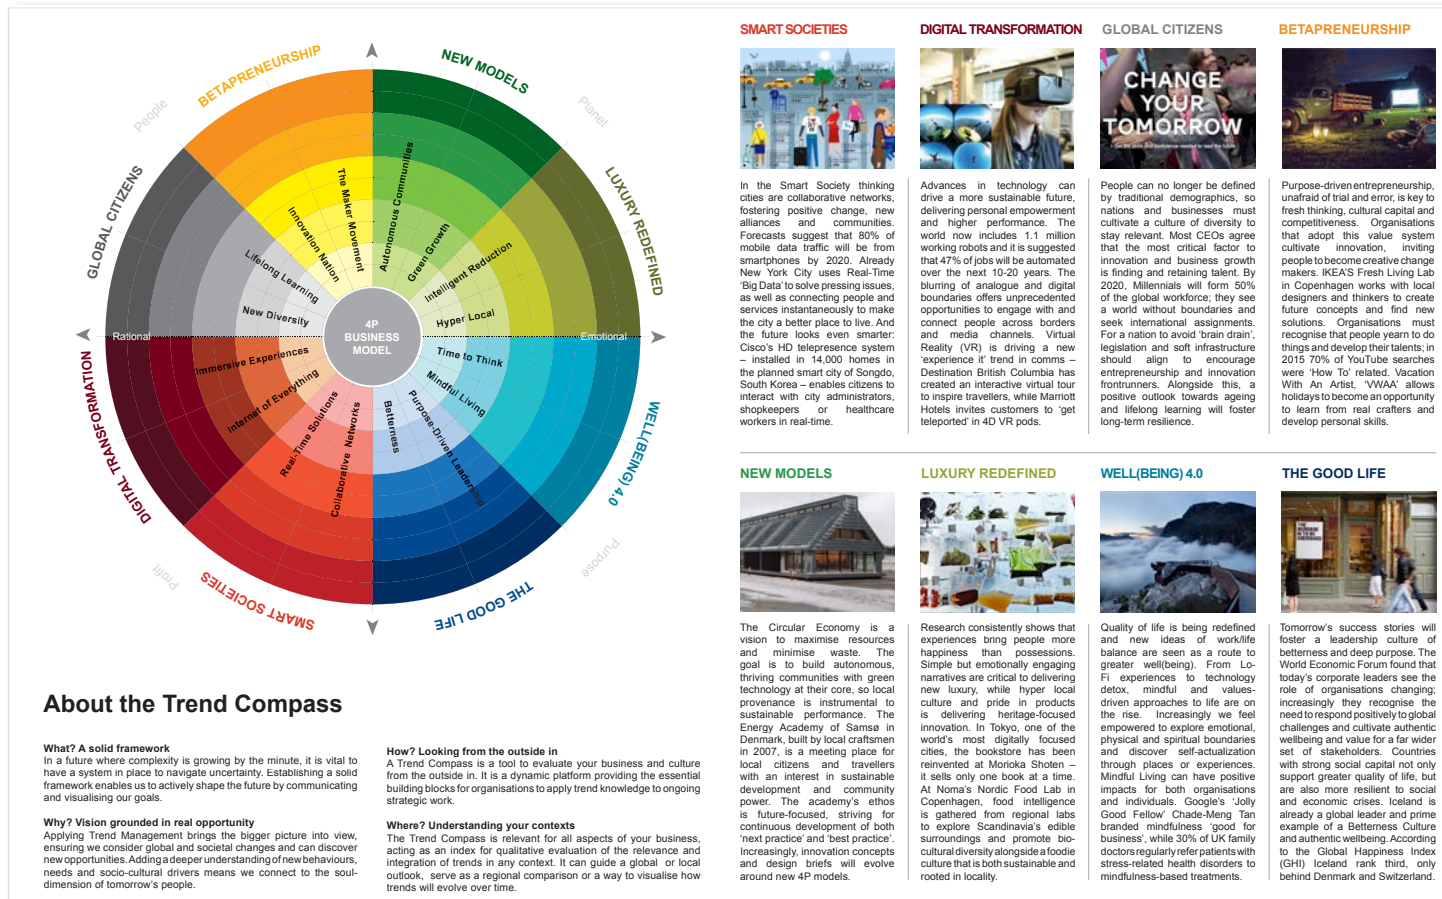 BETAPRENEURSHIP
NEW MODELS
People
Planet
GLOBAL CITIZENS
LUXURY REDEFINED
The Maker Movement
Autonomous Communities
Innovation Nation
Green Growth
Lifelong Learning
Intelligent Reduction
New Diversity
Hyper Local
Rational
4P
BUSINESS
MODEL
Emotional
Immersive Experiences
Time to Think
Internet of Everything
Mindful Living
Real-Time Solutions
Purpose-Driven Leadership
Collaborative Networks
Betterness
DIGITAL TRANSFORMATION
WELL(BEING) 4.0
Profit
Purpose
SMART SOCIETIES
THE GOOD LIFE
About the Trend Compass
What? A solid framework
In a future where complexity is growing by the minute, it is vital to
have a system in place to navigate uncertainty. Establishing a solid
framework enables us to actively shape the future by communicating
and visualising our goals.
Why? Vision grounded in real opportunity
Applying Trend Management brings the bigger picture into view,
ensuring we consider global and societal changes and can discover
new opportunities. Adding a deeper understanding of new behaviours,
needs and socio-cultural drivers means we connect to the soul-
dimension of tomorrow's people.
How? Looking from the outside in
A Trend Compass is a tool to evaluate your business and culture
from the outside in. It is a dynamic platform providing the essential
building blocks for organisations to apply trend knowledge to ongoing
strategic work.
Where? Understanding your contexts
The Trend Compass is relevant for all aspects of your business,
acting as an index for qualitative evaluation of the relevance and
integration of trends in any context. It can guide a global or local
outlook, serve as a regional comparison or a way to visualise how
trends will evolve over time.
SMART SOCIETIES
In the Smart Society thinking
cities are collaborative networks,
fostering positive change, new
alliances and communities.
Forecasts suggest that 80% of
mobile data traffic will be from
smartphones by 2020. Already
New York City uses Real-Time
'Big Data' to solve pressing issues,
as well as connecting people and
services instantaneously to make
the city a better place to live. And
the future looks even smarter:
Cisco's HD telepresence system
– installed in 14,000 homes in
the planned smart city of Songdo,
South Korea – enables citizens to
interact with city administrators,
shopkeepers or healthcare
workers in real-time.
DIGITAL TRANSFORMATION
Advances in technology can
drive a more sustainable future,
delivering personal empowerment
and higher performance. The
world now includes 1.1 million
working robots and it is suggested
that 47% of jobs will be automated
over the next 10-20 years. The
blurring of analogue and digital
boundaries offers unprecedented
opportunities to engage with and
connect people across borders
and media channels. Virtual
Reality (VR) is driving a new
'experience it' trend in comms –
Destination British Columbia has
created an interactive virtual tour
to inspire travellers, while Marriott
Hotels invites customers to 'get
teleported' in 4D VR pods.
GLOBAL CITIZENS
CHANGE
YOUR
TOMORROW
People can no longer be defined
by traditional demographics, so
nations and businesses must
cultivate a culture of diversity to
stay relevant. Most CEOs agree
that the most critical factor to
innovation and business growth
is finding and retaining talent. By
2020, Millennials will form 50%
of the global workforce; they see
a world without boundaries and
seek international assignments.
For a nation to avoid 'brain drain',
legislation and soft infrastructure
should align to encourage
entrepreneurship and innovation
frontrunners. Alongside this, a
positive outlook towards ageing
and lifelong learning will foster
long-term resilience.
BETAPRENEURSHIP
Purpose-driven entrepreneurship,
unafraid of trial and error, is key to
fresh thinking, cultural capital and
competitiveness. Organisations
that adopt this value system
cultivate innovation, inviting
people to become creative change
makers. IKEA'S Fresh Living Lab
in Copenhagen works with local
designers and thinkers to create
future concepts and find new
solutions. Organisations must
recognise that people yearn to do
things and develop their talents; in
2015 70% of YouTube searches
were 'How To' related. Vacation
With An Artist, 'VWAA' allows
holidays to become an opportunity
to learn from real crafters and
develop personal skills.
NEW MODELS
The Circular Economy is a
vision to maximise resources
and minimise waste. The
goal is to build autonomous,
thriving communities with green
technology at their core, so local
provenance is instrumental to
sustainable performance. The
Energy Academy of Samsø in
Denmark, built by local craftsmen
in 2007, is a meeting place for
local citizens and travellers
with an interest in sustainable
development and community
power. The academy's ethos
is future-focused, striving for
continuous development of both
'next practice' and 'best practice'.
Increasingly, innovation concepts
and design briefs will evolve
around new 4P models.
LUXURY REDEFINED
Research consistently shows that
experiences bring people more
happiness than possessions.
Simple but emotionally engaging
narratives are critical to delivering
new luxury, while hyper local
culture and pride in products
is delivering heritage-focused
innovation. In Tokyo, one of the
world's most digitally focused
cities, the bookstore has been
reinvented at Morioka Shoten –
it sells only one book at a time.
At Noma's Nordic Food Lab in
Copenhagen, food intelligence
is gathered from regional labs
to explore Scandinavia's edible
surroundings and promote bio-
cultural diversity alongside a foodie
culture that is both sustainable and
rooted in locality.
WELL(BEING) 4.0
Quality of life is being redefined
and new ideas of work/life
balance are seen as a route to
greater well(being). From Lo-
Fi experiences to technology
detox, mindful and values-
driven approaches to life are on
the rise. Increasingly we feel
empowered to explore emotional,
physical and spiritual boundaries
and discover self-actualization
through places or experiences.
Mindful Living can have positive
impacts for both organisations
and individuals. Google's 'Jolly
Good Fellow' Chade-Meng Tan
branded mindfulness 'good for
business', while 30% of UK family
doctors regularly refer patients with
stress-related health disorders to
mindfulness-based treatments.
THE GOOD LIFE
Tomorrow's success stories will
foster a leadership culture of
betterness and deep purpose. The
World Economic Forum found that
today's corporate leaders see the
role of organisations changing;
increasingly they recognise the
need to respond positively to global
challenges and cultivate authentic
wellbeing and value for a far wider
set of stakeholders. Countries
with strong social capital not only
support greater quality of life, but
are also more resilient to social
and economic crises. Iceland is
already a global leader and prime
example of a Betterness Culture
and authentic wellbeing. According
to the Global Happiness Index
(GHI) Iceland rank third, only
behind Denmark and Switzerland.